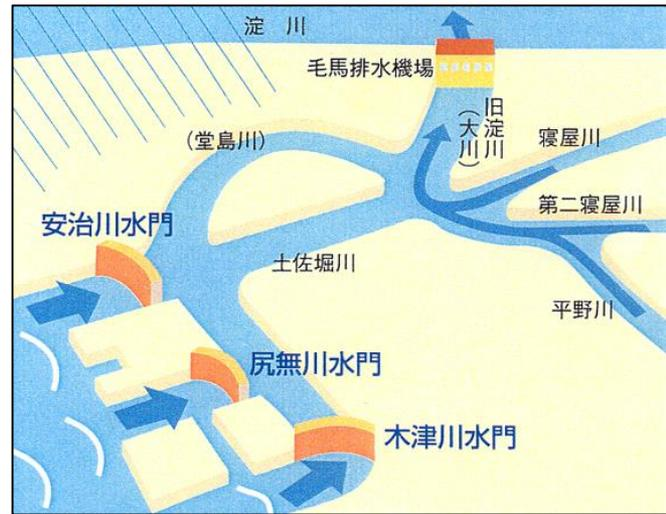 淀川
毛馬排水機場
旧淀川
(大川)
(堂島川)
寝屋川
第二寝屋川
安治川水門
土佐堀川
平野川
尻無川水門
木津川水門